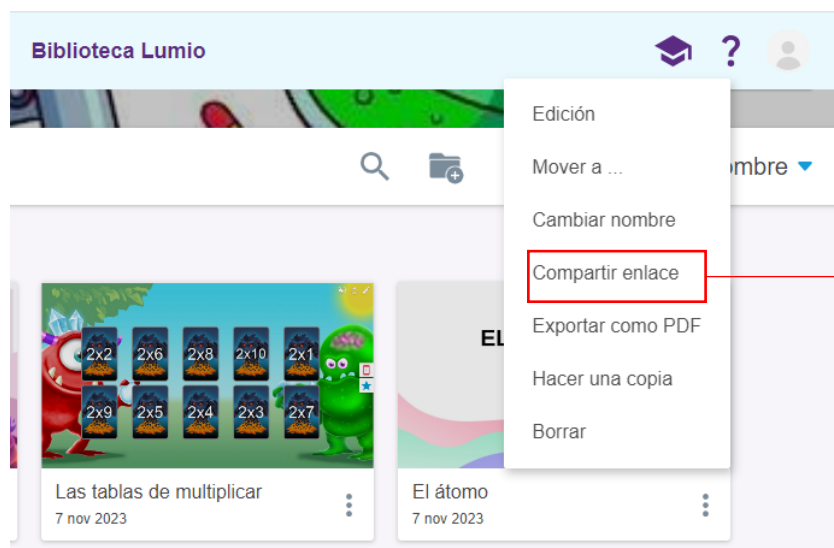 Biblioteca Lumio
?
Edición
Mover a ...
ombre
Cambiar nombre
Compartir enlace
Exportar como PDF
Hacer una copia
Borrar
2x2 2x6 2x8 2x10 2x1
2x9 2x5 2x4 2x3 2x7
EL
Las tablas de multiplicar
7 nov 2023
El átomo
7 nov 2023